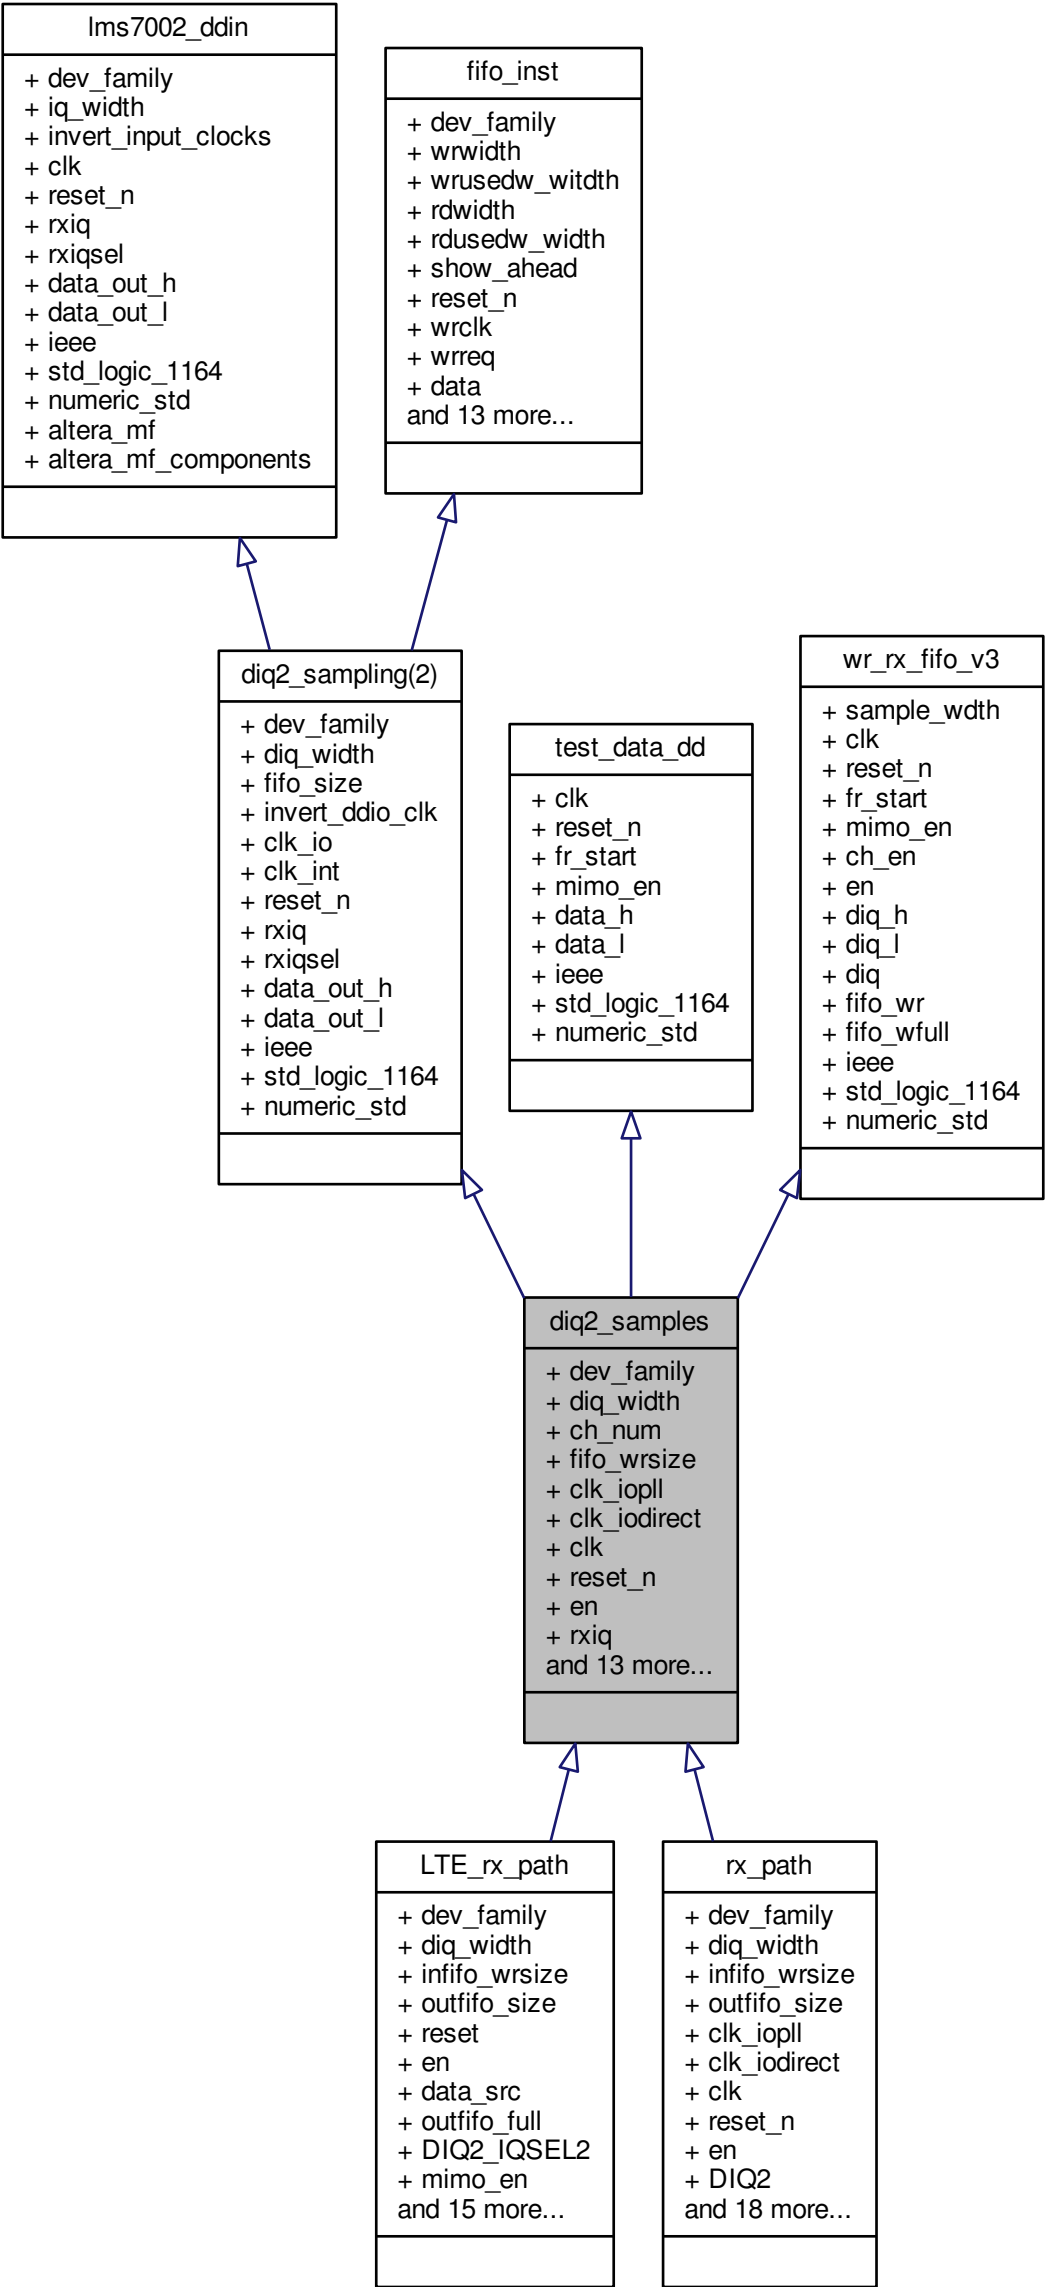 lms7002_ddin
+ dev_family
+ iq_width
+ invert_input_clocks
+ clk
+ reset_n
+ rxiq
+ rxiqsel
+ data_out_h
+ data_out_l
+ ieee
+ std_logic_1164
+ numeric_std
+ altera_mf
+ altera_mf_components
fifo_inst
+ dev_family
+ wrwidth
+ wrusedw_witdth
+ rdwidth
+ rdusedw_width
+ show_ahead
+ reset_n
+ wrclk
+ wrreq
+ data
and 13 more...
diq2_sampling(2)
+ dev_family
+ diq_width
+ fifo_size
+ invert_ddio_clk
+ clk_io
+ clk_int
+ reset_n
+ rxiq
+ rxiqsel
+ data_out_h
+ data_out_l
+ ieee
+ std_logic_1164
+ numeric_std
test_data_dd
+ clk
+ reset_n
+ fr_start
+ mimo_en
+ data_h
+ data_l
+ ieee
+ std_logic_1164
+ numeric_std
wr_rx_fifo_v3
+ sample_wdth
+ clk
+ reset_n
+ fr_start
+ mimo_en
+ ch_en
+ en
+ diq_h
+ diq_l
+ diq
+ fifo_wr
+ fifo_wfull
+ ieee
+ std_logic_1164
+ numeric_std
diq2_samples
+ dev_family
+ diq_width
+ ch_num
+ fifo_wrsize
+ clk_iopll
+ clk_iodirect
+ clk
+ reset_n
+ en
+ rxiq
and 13 more...
LTE_rx_path
+ dev_family
+ diq_width
+ infifo_wrsize
+ outfifo_size
+ reset
+ en
+ data_src
+ outfifo_full
+ DIQ2_IQSEL2
+ mimo_en
and 15 more...
rx_path
+ dev_family
+ diq_width
+ infifo_wrsize
+ outfifo_size
+ clk_iopll
+ clk_iodirect
+ clk
+ reset_n
+ en
+ DIQ2
and 18 more...